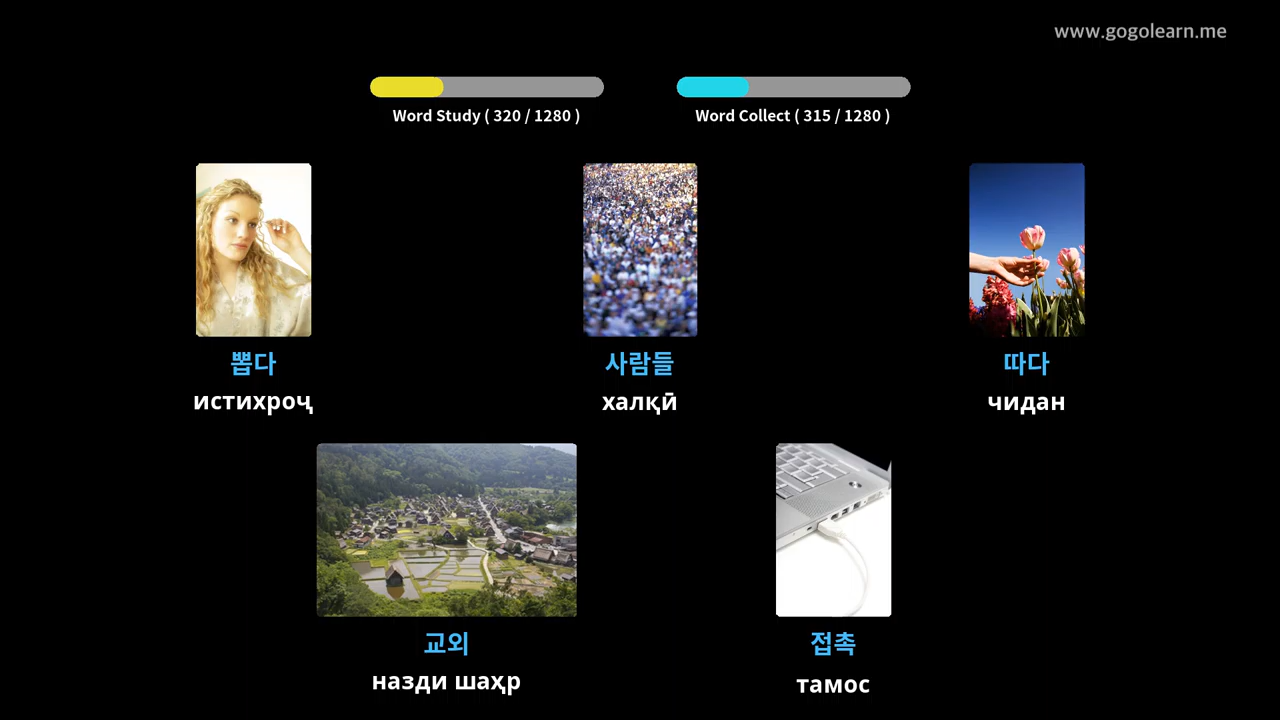 www.gogolearn.me
Word Study ( 320 / 1280 )
Word Collect ( 315 / 1280 )
뽑다
사람들
따다
истихроҷ
халқӣ
чидан
교외
접촉
назди шаҳр
тамос